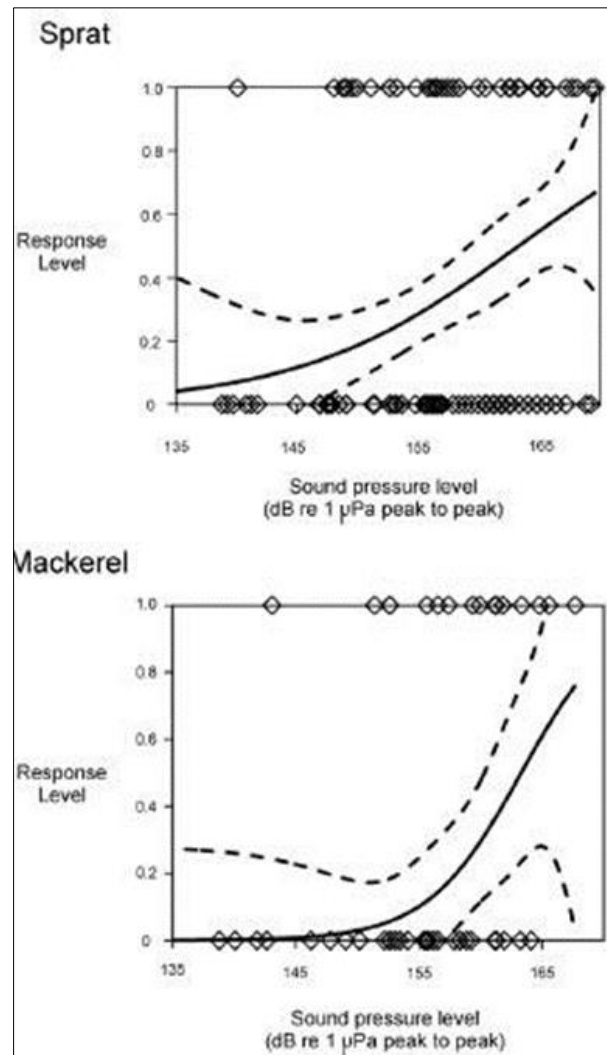 Sprat
1.0
0.8
0.6
Response
Level
0.4
0.2
0
135
145
155
165
Sound pressure level
(dB re 1 µPa peak to peak)
Mackerel
1.0
0.8
0.6
Response
Level
0.4
0.2
0
135
145
155
165
Sound pressure level
(dB re 1 µPa peak to peak)